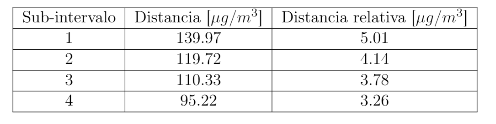 Sub-intervalo Distancia [μg/m³] Distancia relativa [μg/m³]
1 139.97 5.01
2 119.72 4.14
3 110.33 3.78
4 95.22 3.26